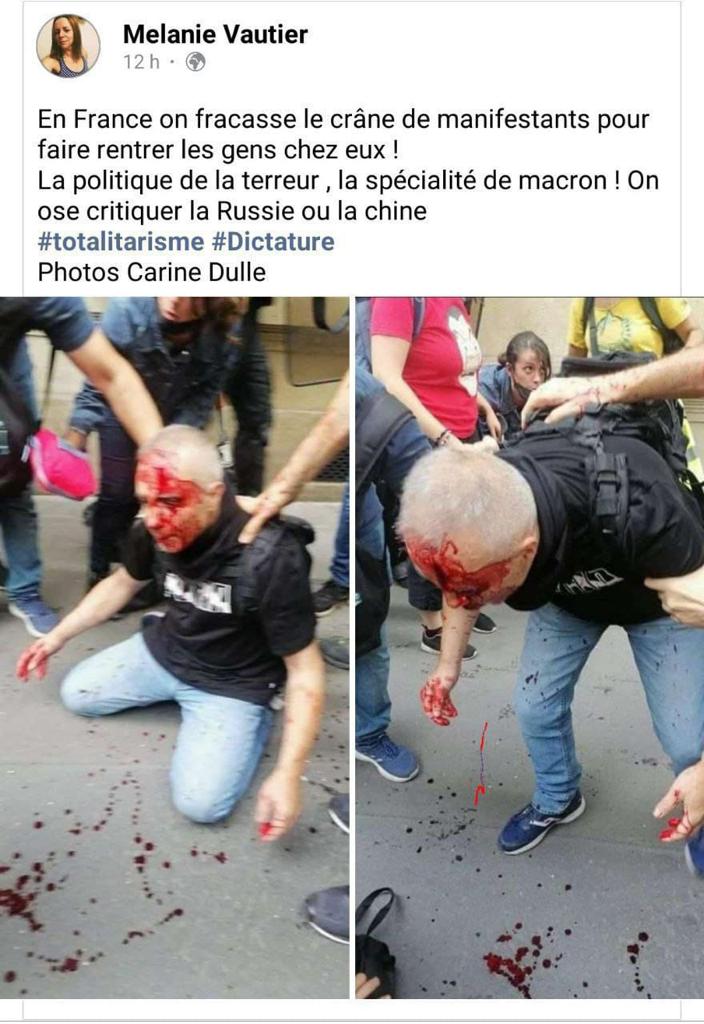 Melanie Vautier
12 h ·
En France on fracasse le crâne de manifestants pour
faire rentrer les gens chez eux !
La politique de la terreur , la spécialité de macron ! On
ose critiquer la Russie ou la chine
#totalitarisme #Dictature
Photos Carine Dulle